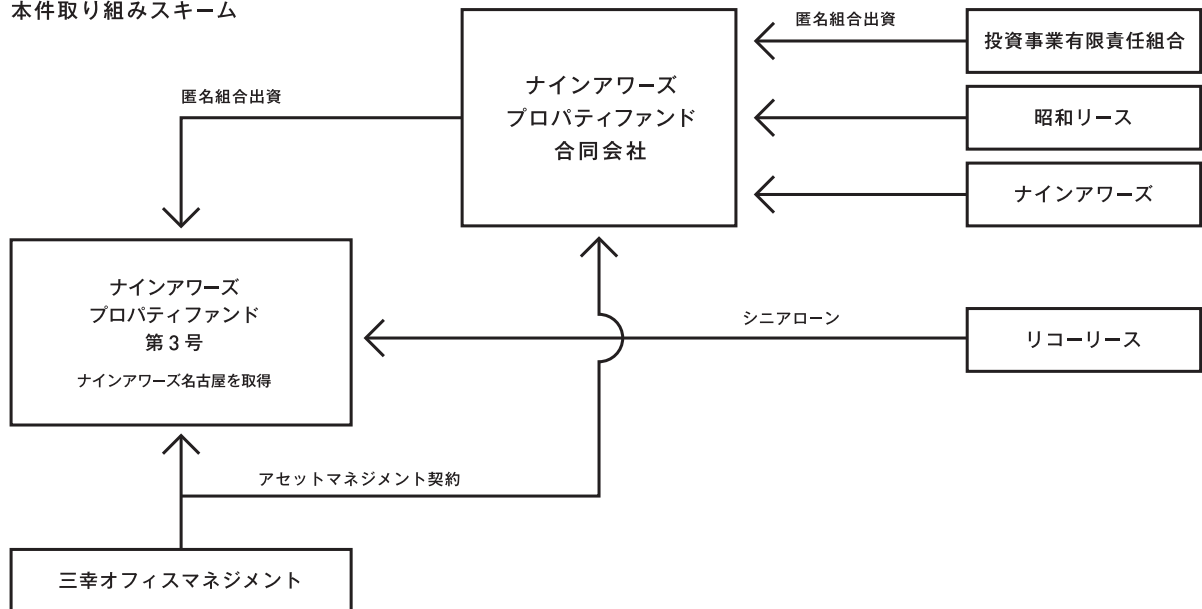 本件取り組みスキーム
匿名組合出資
投資事業有限責任組合
ナインアワーズ
プロパティファンド
合同会社
匿名組合出資
昭和リース
ナインアワーズ
ナインアワーズ
プロパティファンド
第3号
ナインアワーズ名古屋を取得
シニアローン
リコーリース
アセットマネジメント契約
三幸オフィスマネジメント